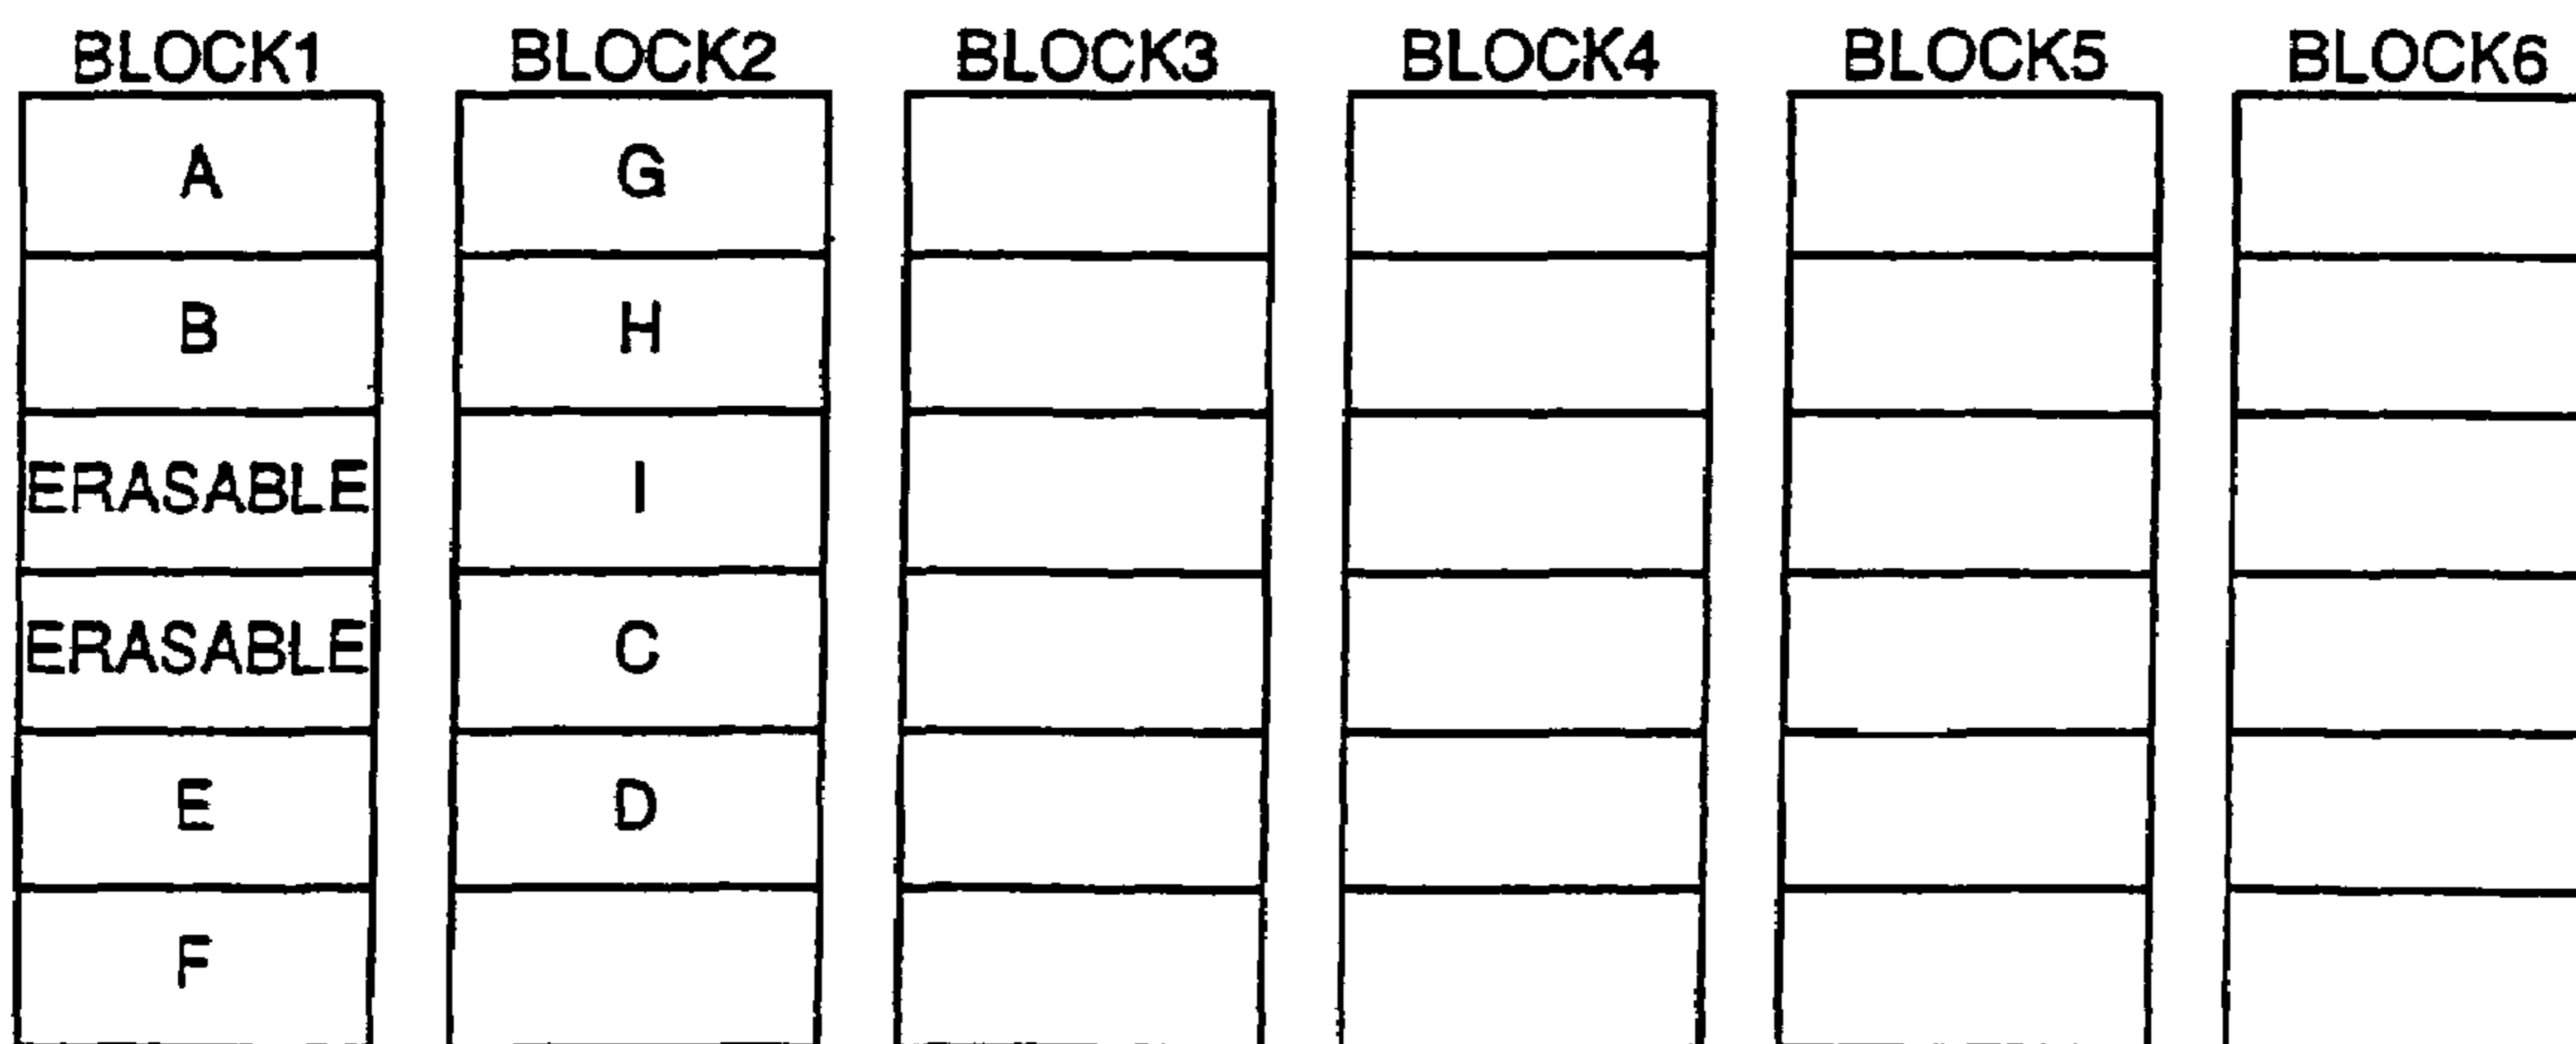 BLOCK1 BLOCK2 BLOCK3 BLOCK4 BLOCK5 BLOCK6
A G
B H
ERASABLE I
ERASABLE C
E D
F